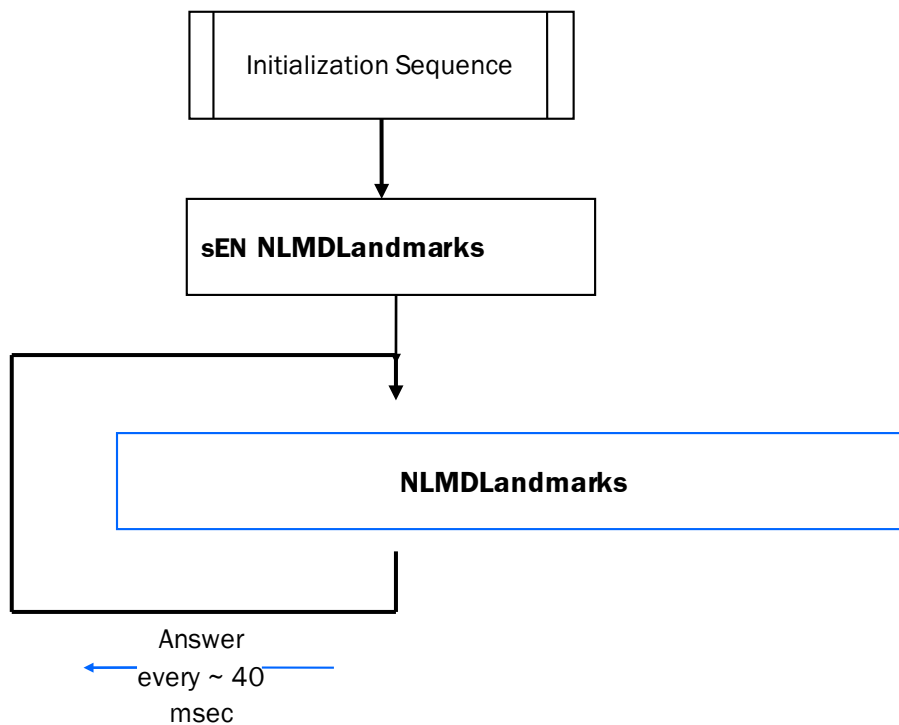 Initialization Sequence
sEN NLMDLandmarks
NLMDLandmarks
Answer
every ~ 40
msec